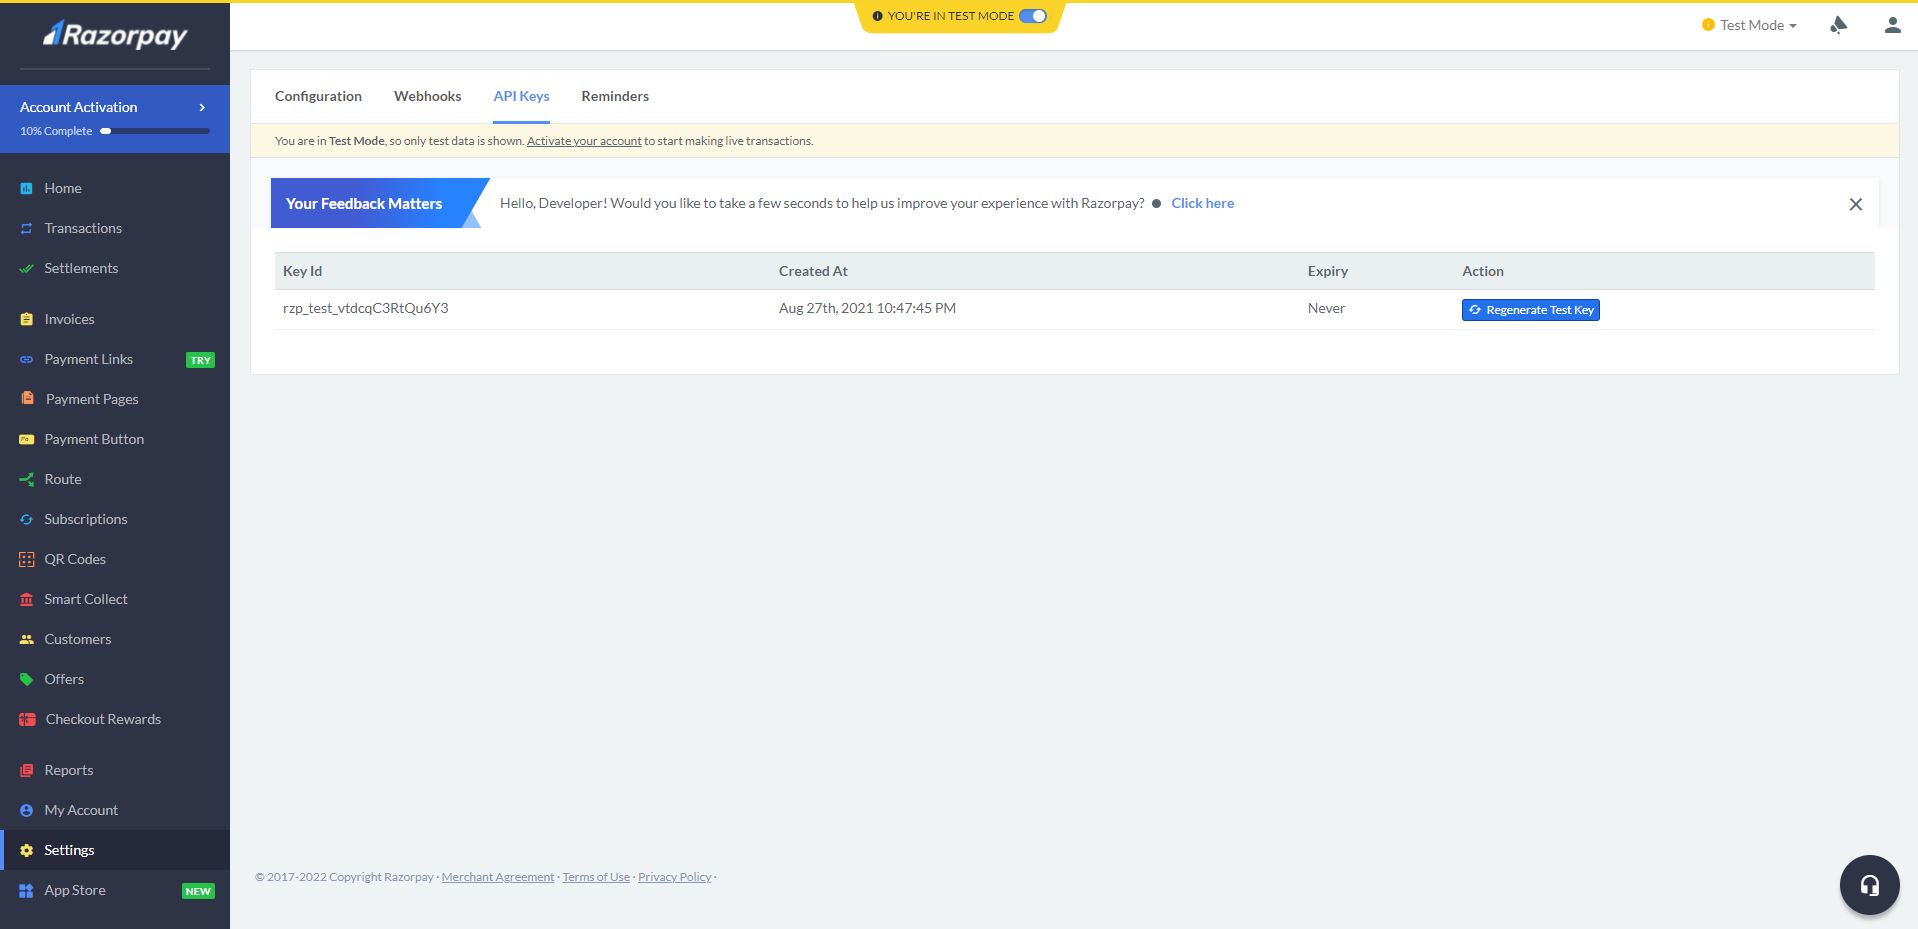 Razorpay
YOU'RE IN TEST MODE
Test Mode
Account Activation
10% Complete
Home
Transactions
Settlements
Invoices
Payment Links TRY
Payment Pages
Payment Button
Route
Subscriptions
QR Codes
Smart Collect
Customers
Offers
Checkout Rewards
Reports
My Account
Settings
App Store NEW
Configuration Webhooks API Keys Reminders
You are in Test Mode, so only test data is shown. Activate your account to start making live transactions.
Your Feedback Matters Hello, Developer! Would you like to take a few seconds to help us improve your experience with Razorpay? ● Click here
Key Id Created At Expiry Action
rzp_test_vtdcqC3RtQu6Y3 Aug 27th, 2021 10:47:45 PM Never Regenerate Test Key
© 2017-2022 Copyright Razorpay · Merchant Agreement · Terms of Use · Privacy Policy ·